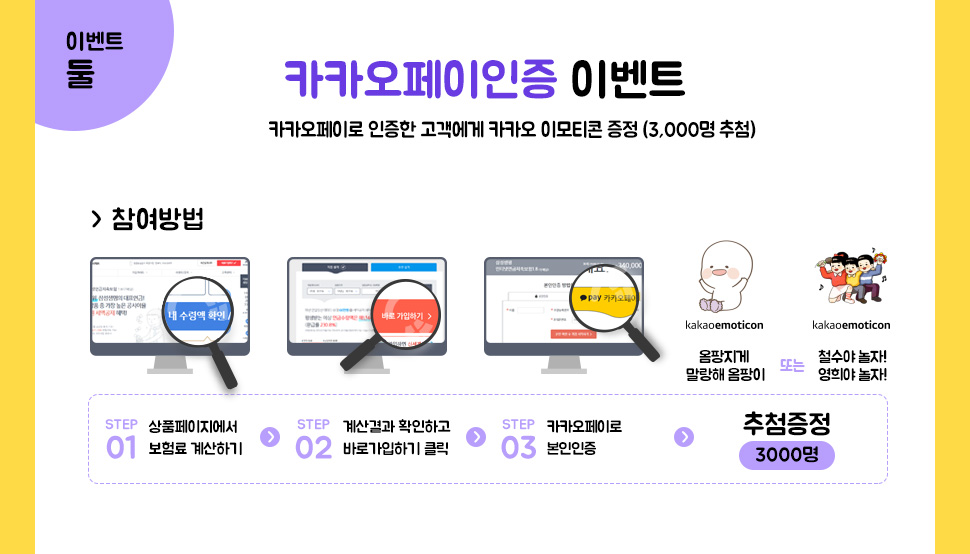 이벤트
둘
카카오페이인증 이벤트
카카오페이로 인증한 고객에게 카카오 이모티콘 증정 (3,000명 추첨)
참여방법
내 수령액 확인
바로 가입하기
pay 카카오페이
kakaoemoticon
kakaoemoticon
옴팡지게
말랑해 옴팡이
또는
철수야 놀자!
영희야 놀자!
STEP
01
상품페이지에서
보험료 계산하기
STEP
02
계산결과 확인하고
바로가입하기 클릭
STEP
03
카카오페이로
본인인증
추첨증정
3000명